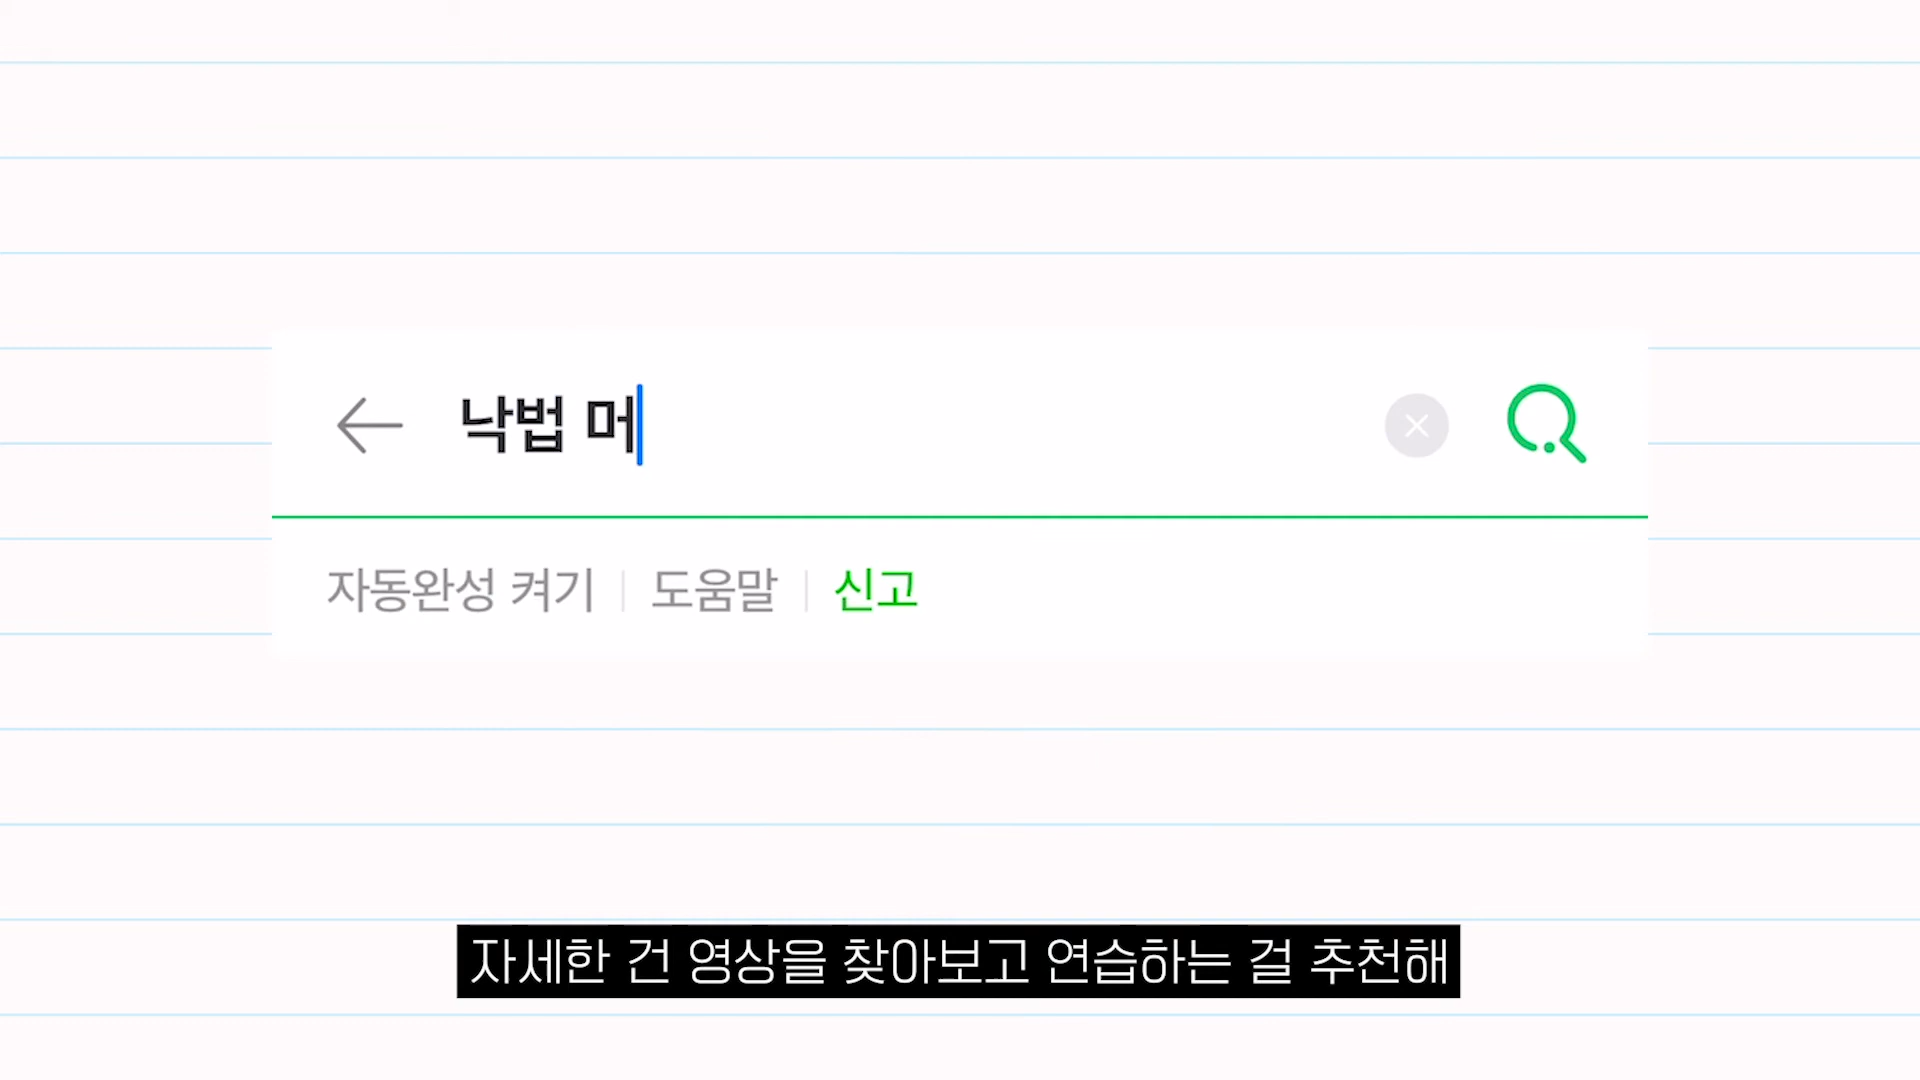 낙법 머
자동완성 켜기 도움말 신고
자세한 건 영상을 찾아보고 연습하는 걸 추천해